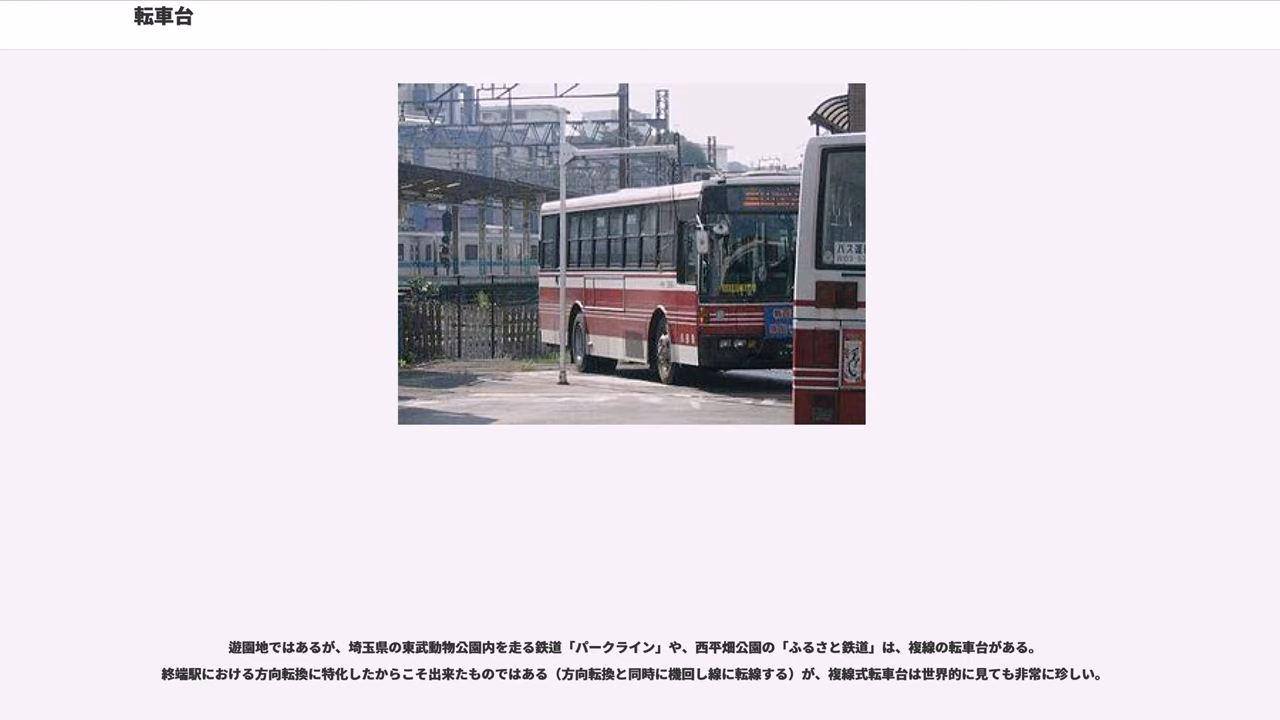 転車台
バス運
遊園地ではあるが、埼玉県の東武動物公園内を走る鉄道「パークライン」や、西平畑公園の「ふるさと鉄道」は、複線の転車台がある。
終端駅における方向転換に特化したからこそ出来たものではある（方向転換と同時に機回し線に転線する）が、複線式転車台は世界的に見ても非常に珍しい。